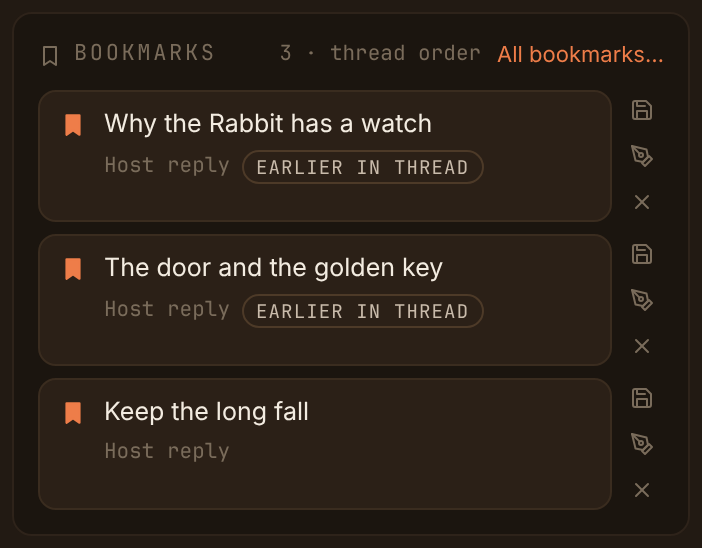 BOOKMARKS 3 · thread order All bookmarks...
Why the Rabbit has a watch
Host reply EARLIER IN THREAD
The door and the golden key
Host reply EARLIER IN THREAD
Keep the long fall
Host reply